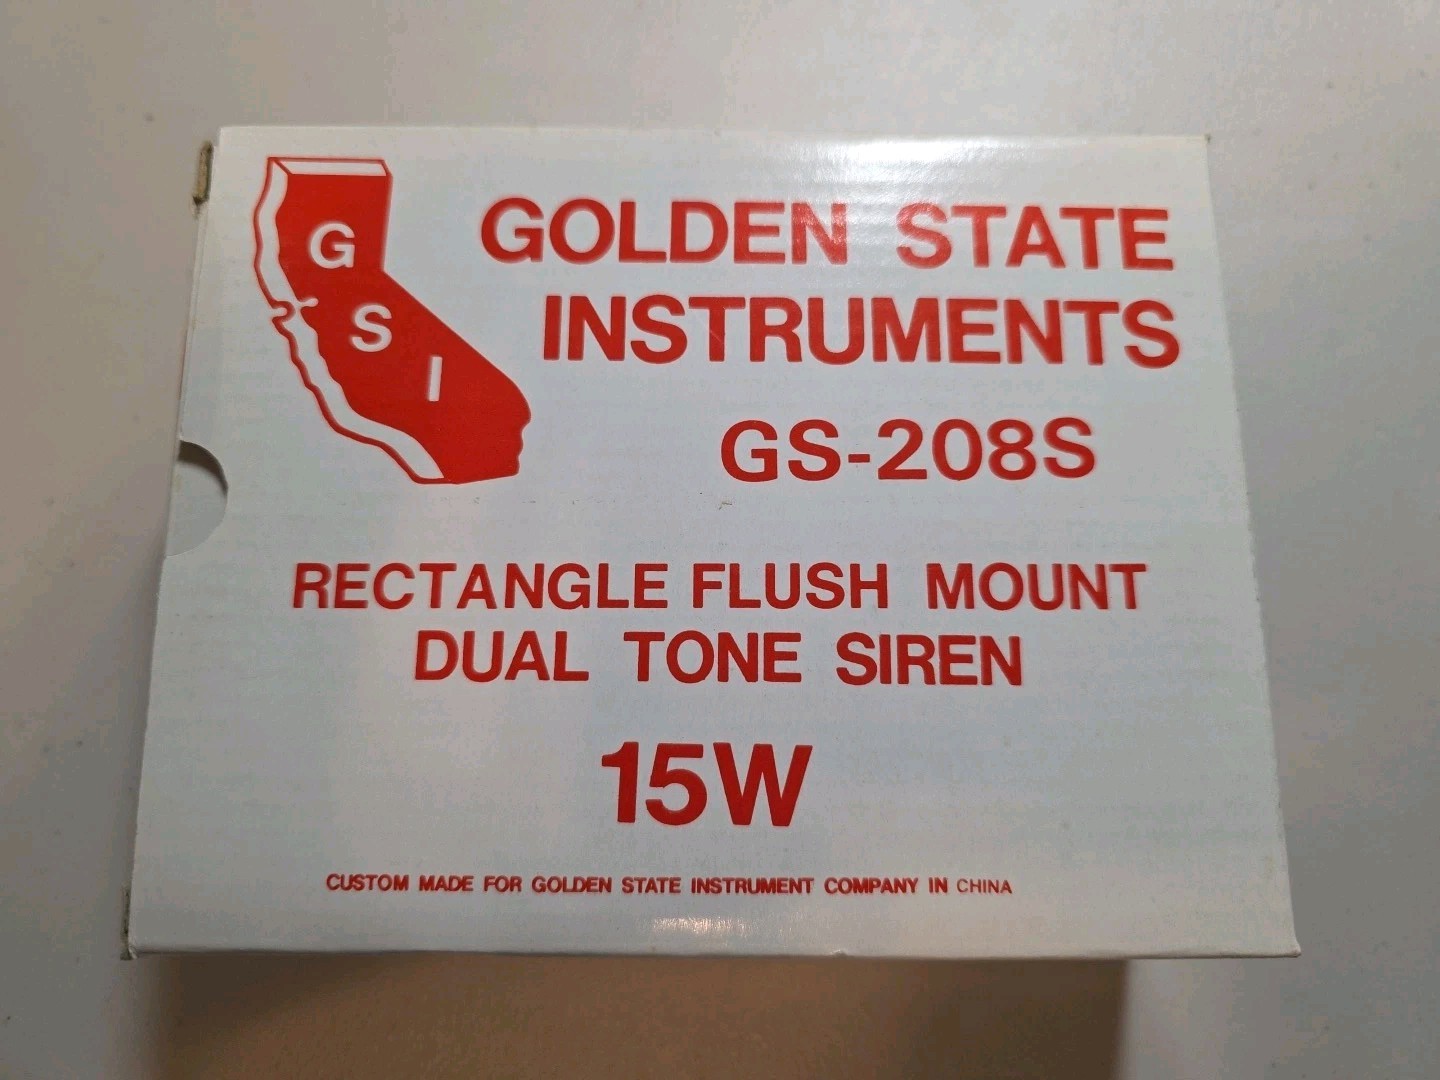 G
S
I
GOLDEN STATE
INSTRUMENTS
GS-208S
RECTANGLE FLUSH MOUNT
DUAL TONE SIREN
15W
CUSTOM MADE FOR GOLDEN STATE INSTRUMENT COMPANY IN CHINA